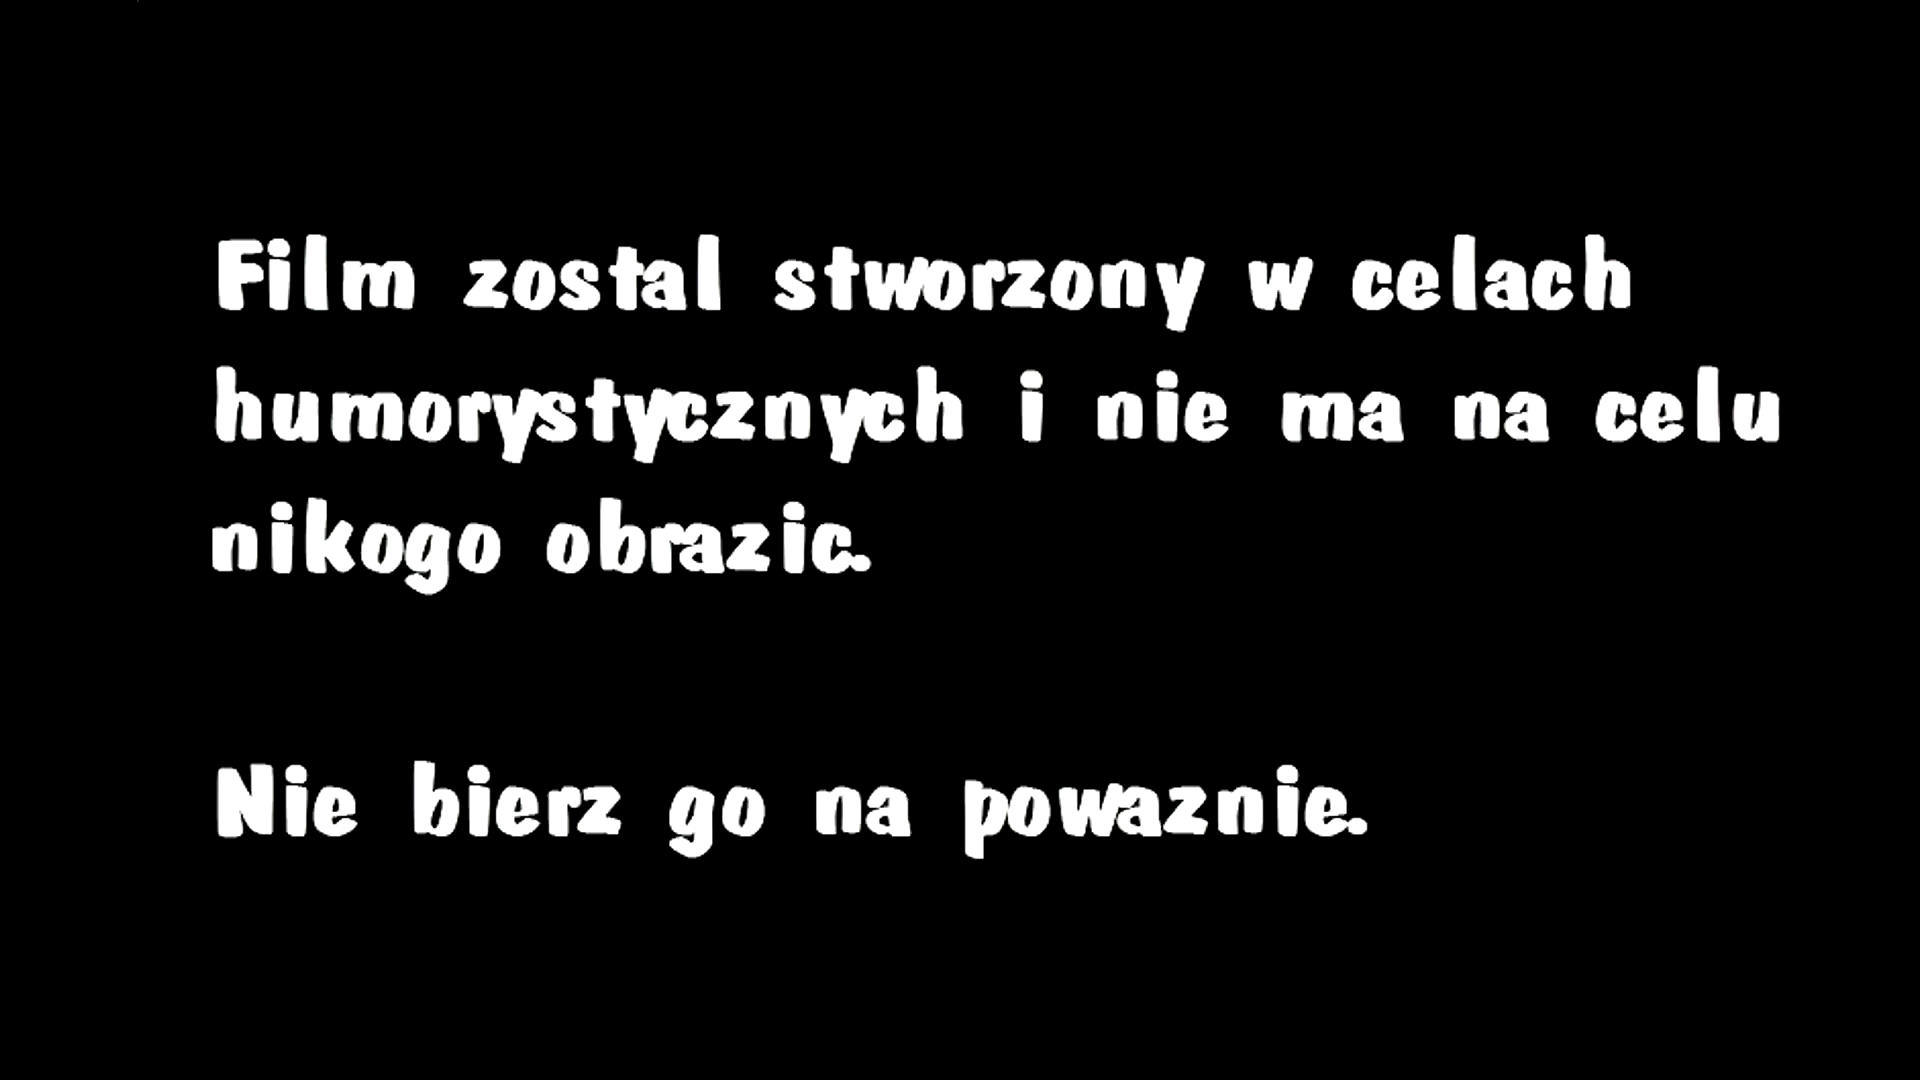 Film zostal stworzony w celach
humorystycznych i nie ma na celu
nikogo obrazic.
Nie bierz go na powaznie.